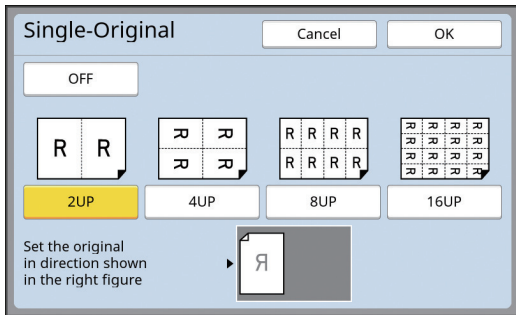 Single-Original
Cancel
OK
OFF
R R
R R
R R
R R R R
R R R R
R R R R
R R R R
R R R R
R R R R
2UP
4UP
8UP
16UP
Set the original
in direction shown
in the right figure
R